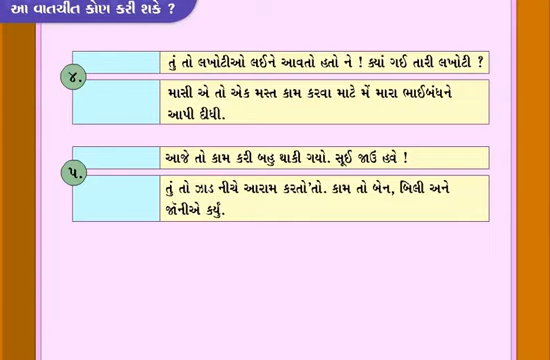 આ વાતચીત કોણ કરી શકે ?
૪.
તું તો લખોટીઓ લઈને આવતો હતો ને ! ક્યાં ગઈ તારી લખોટી ?
માસી એ તો એક મસ્ત કામ કરવા માટે મેં મારા ભાઈબંધને
આપી દીધી.
૫.
આજે તો કામ કરી બહુ થાકી ગયો. સૂઈ જાઉં હવે !
તું તો ઝાડ નીચે આરામ કરતો’તો. કામ તો બેન, બિલી અને
જૉનીએ કર્યું.